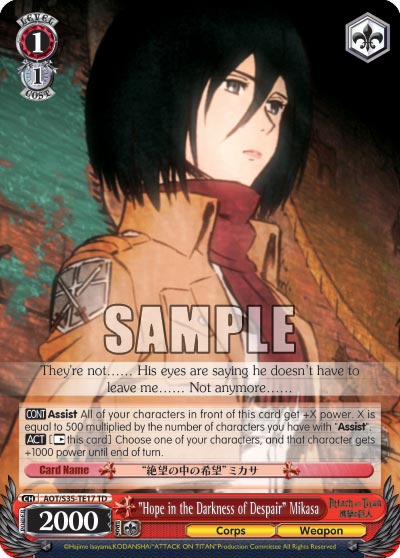 LEVEL
1
1
COST
SAMPLE
They're not...... His eyes are saying he doesn't have to
leave me...... Not anymore......
CONT Assist All of your characters in front of this card get +X power. X is
equal to 500 multiplied by the number of characters you have with "Assist".
ACT [this card] Choose one of your characters, and that character gets
+1000 power until end of turn.
Card Name "絶望の中の希望" ミカサ
CH AOT/S35-TE17 TD
"Hope in the Darkness of Despair" Mikasa
Attack on Titan
進撃の巨人
POWER
2000
Corps
Weapon
©Hajime Isayama,KODANSHA/"ATTACK ON TITAN"Production Committee All Rights Reserved